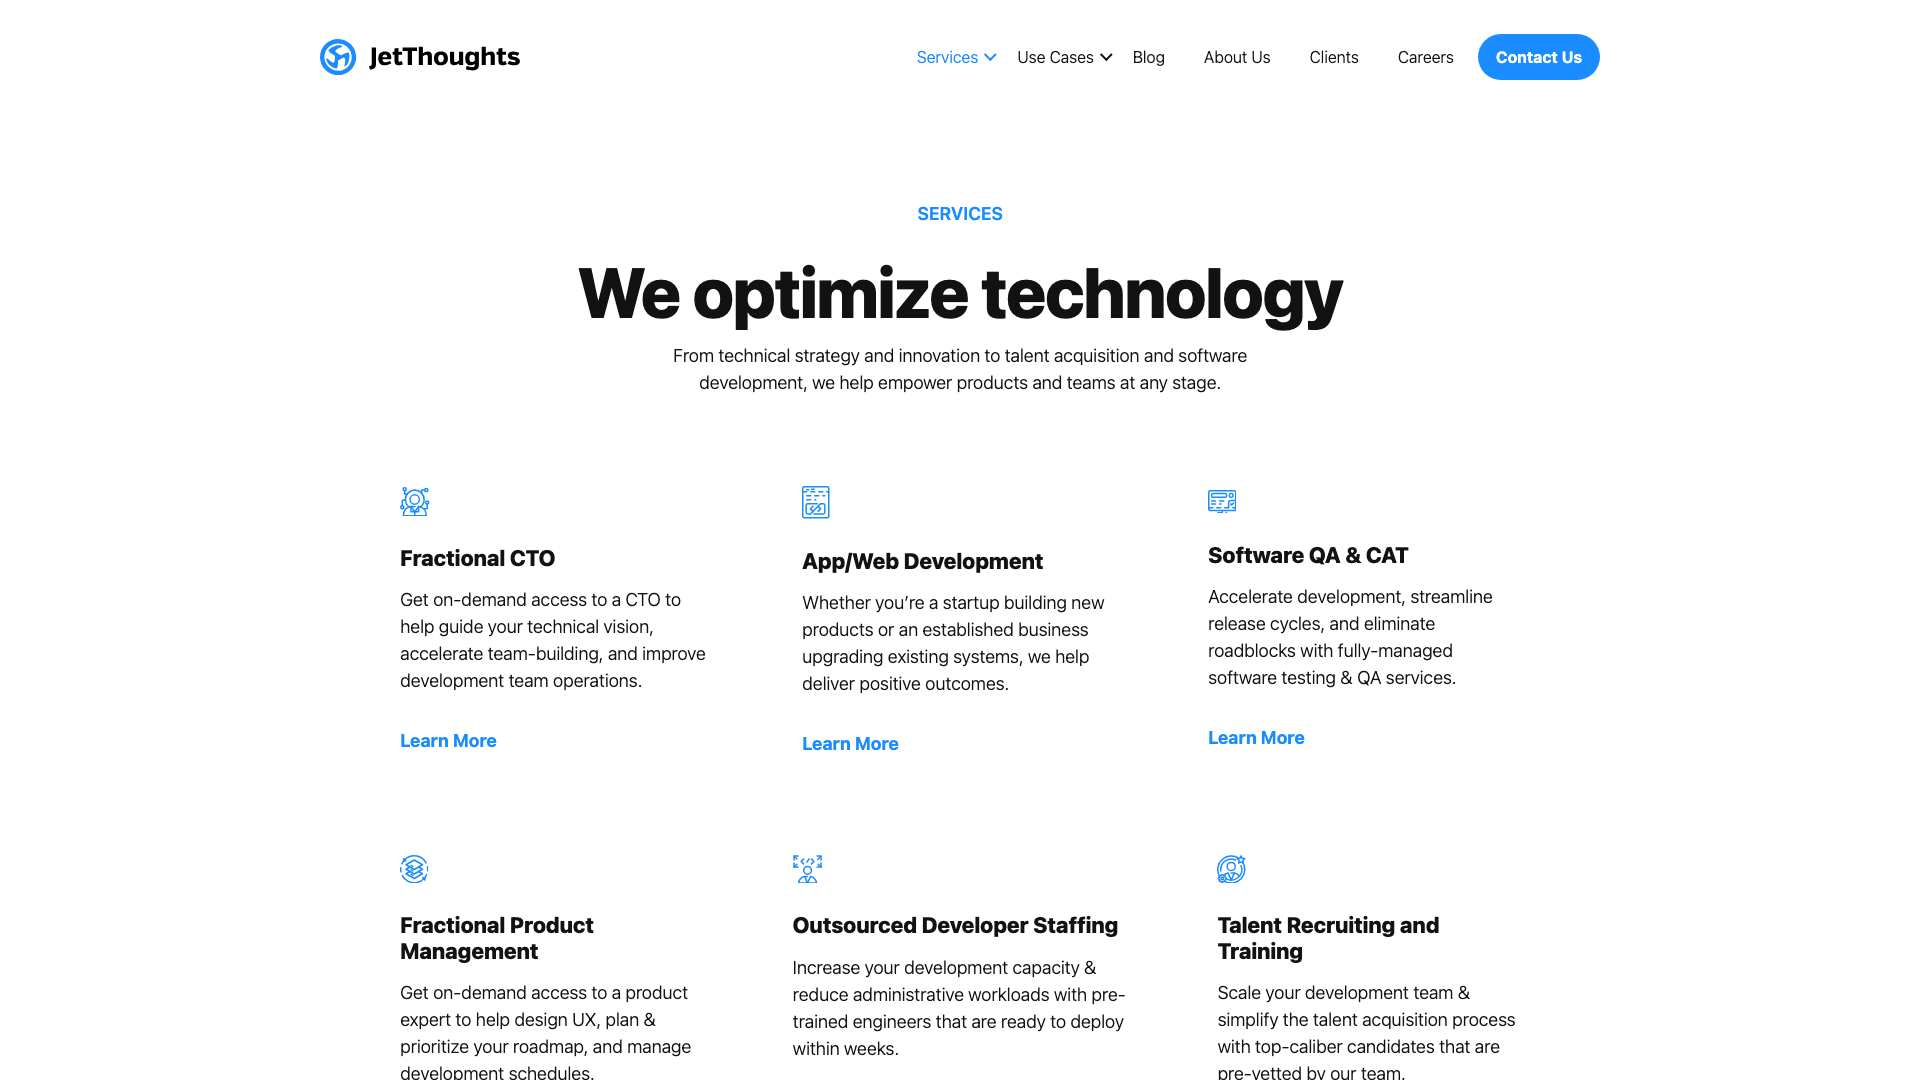 JetThoughts
Services
Use Cases
Blog
About Us
Clients
Careers
Contact Us
SERVICES
We optimize technology
From technical strategy and innovation to talent acquisition and software
development, we help empower products and teams at any stage.
Fractional CTO
Get on-demand access to a CTO to
help guide your technical vision,
accelerate team-building, and improve
development team operations.
Learn More
App/Web Development
Whether you’re a startup building new
products or an established business
upgrading existing systems, we help
deliver positive outcomes.
Learn More
Software QA & CAT
Accelerate development, streamline
release cycles, and eliminate
roadblocks with fully-managed
software testing & QA services.
Learn More
Fractional Product
Management
Get on-demand access to a product
expert to help design UX, plan &
prioritize your roadmap, and manage
development schedules.
Outsourced Developer Staffing
Increase your development capacity &
reduce administrative workloads with pre-
trained engineers that are ready to deploy
within weeks.
Talent Recruiting and
Training
Scale your development team &
simplify the talent acquisition process
with top-caliber candidates that are
pre-vetted by our team.